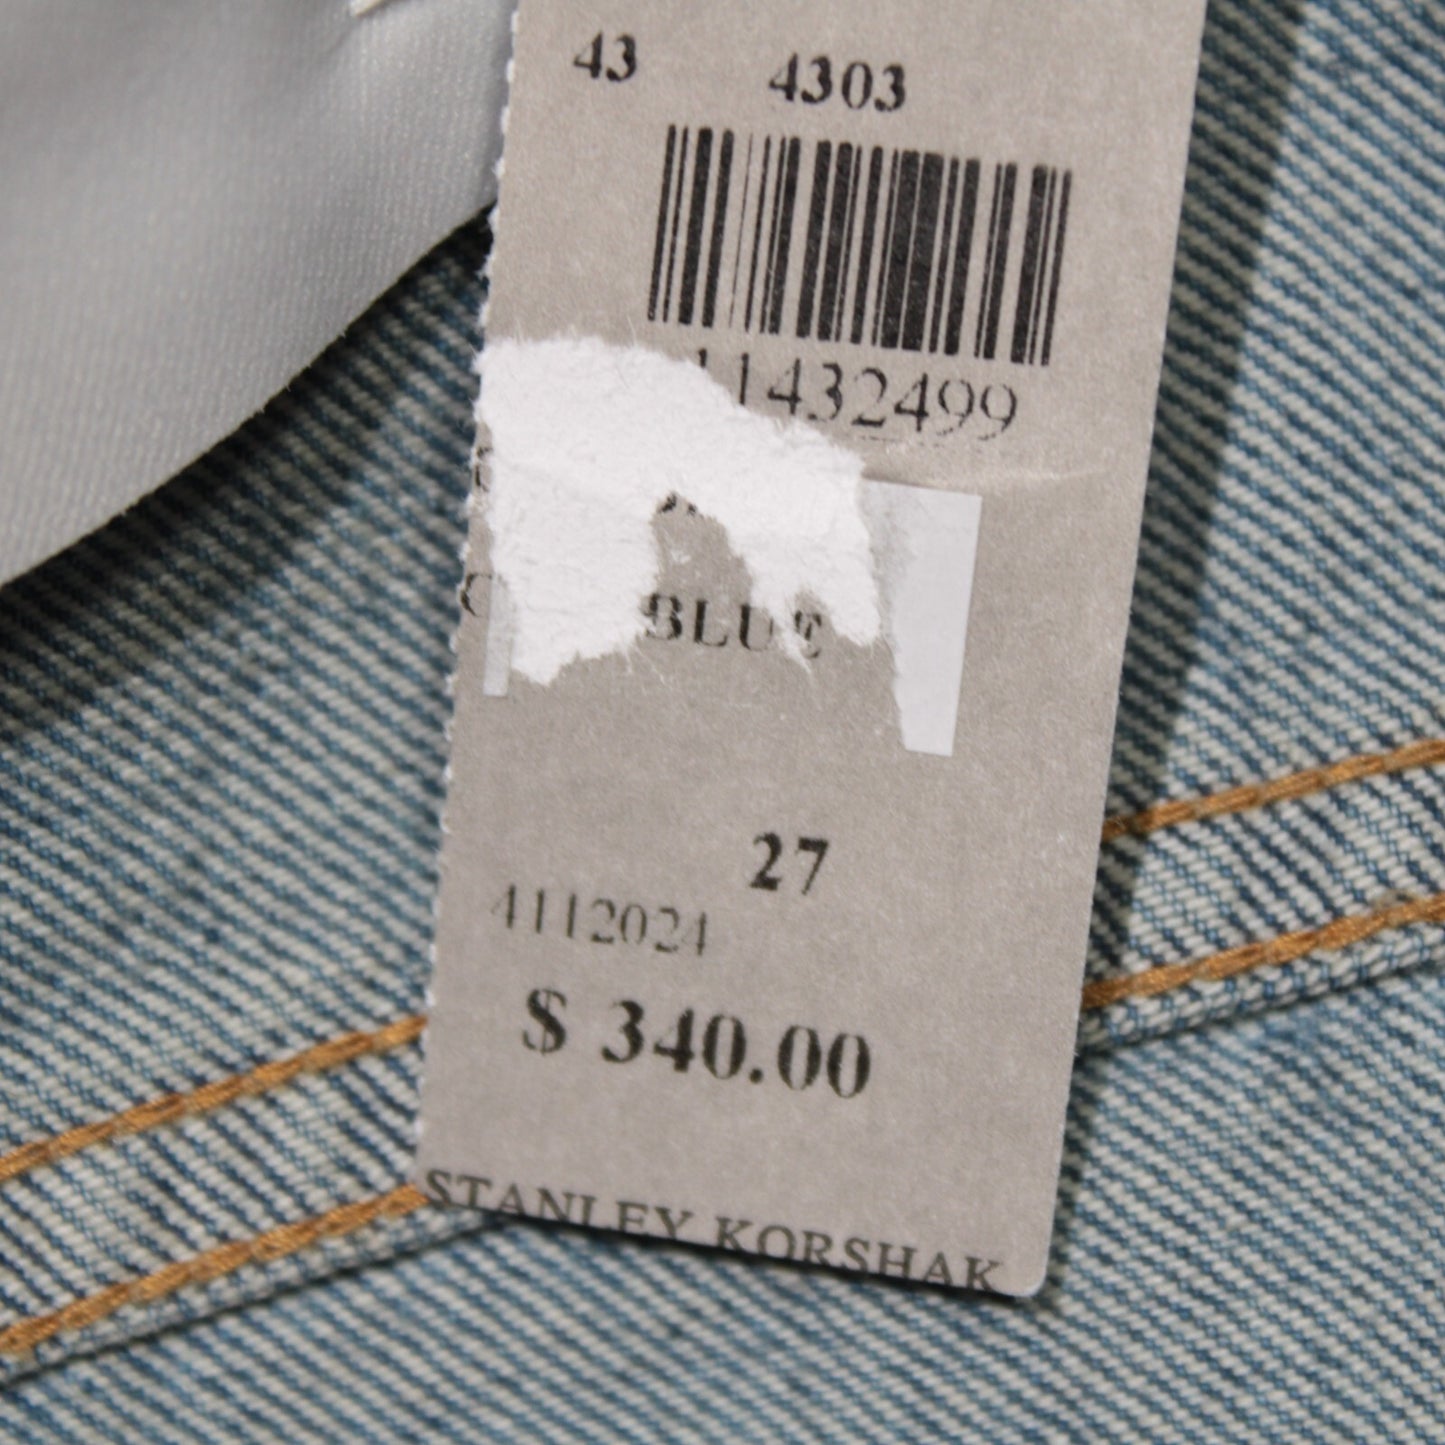 43 4303
11432499
BLUE
27
4112024
$ 340.00
STANLEY KORSHAK